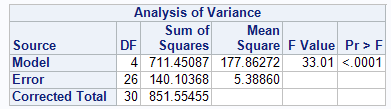 Analysis of Variance
Source DF Sum of Squares Mean Square F Value Pr > F
Model 4 711.45087 177.86272 33.01 <.0001
Error 26 140.10368 5.38860
Corrected Total 30 851.55455